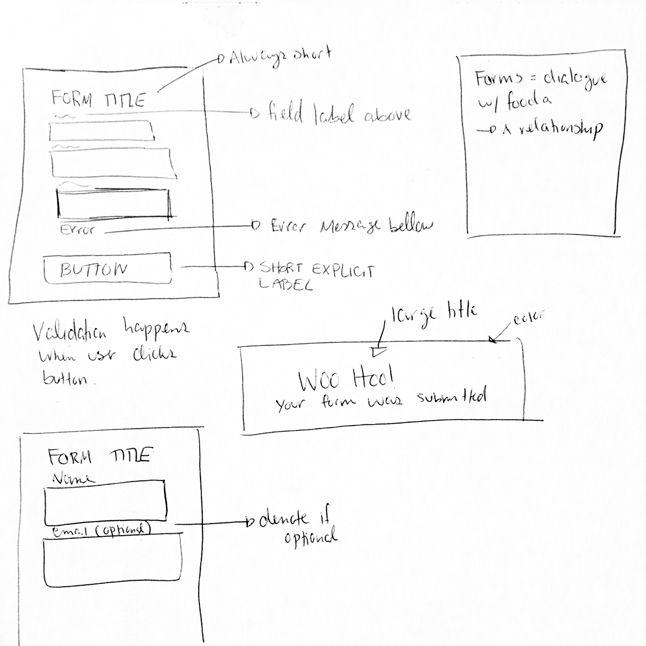 Always short
FORM TITLE
field label above
Error
Error Message bellow
BUTTON
SHORT EXPLICIT
LABEL
Validation happens
when user clicks
button.
Forms = dialogue
w/
relationship
large title
color
Woo Hoo!
your form was submitted
FORM TITLE
Name
email (optional)
denote if
optional